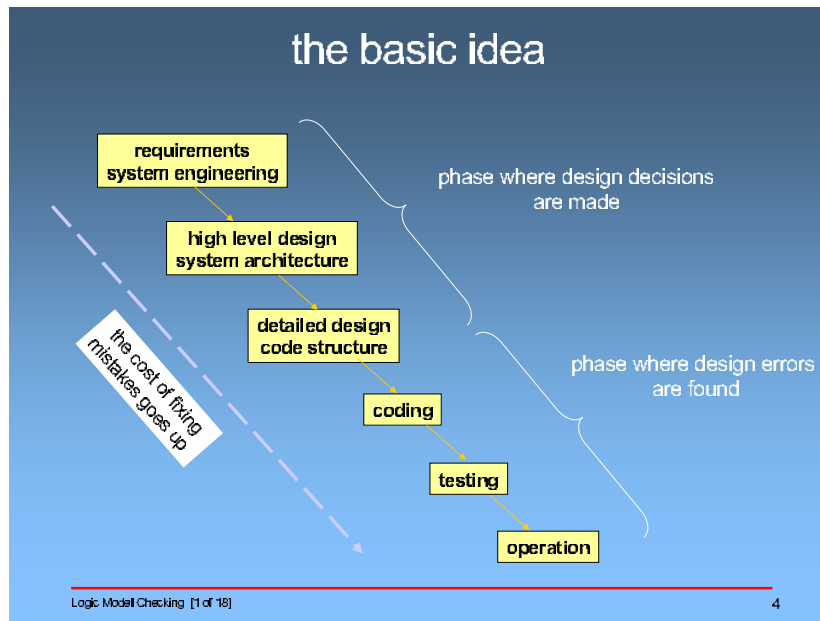 the basic idea
requirements
system engineering
phase where design decisions
are made
high level design
system architecture
detailed design
code structure
the cost of fixing
mistakes goes up
phase where design errors
are found
coding
testing
operation
Logic Model Checking [1 of 18]
4